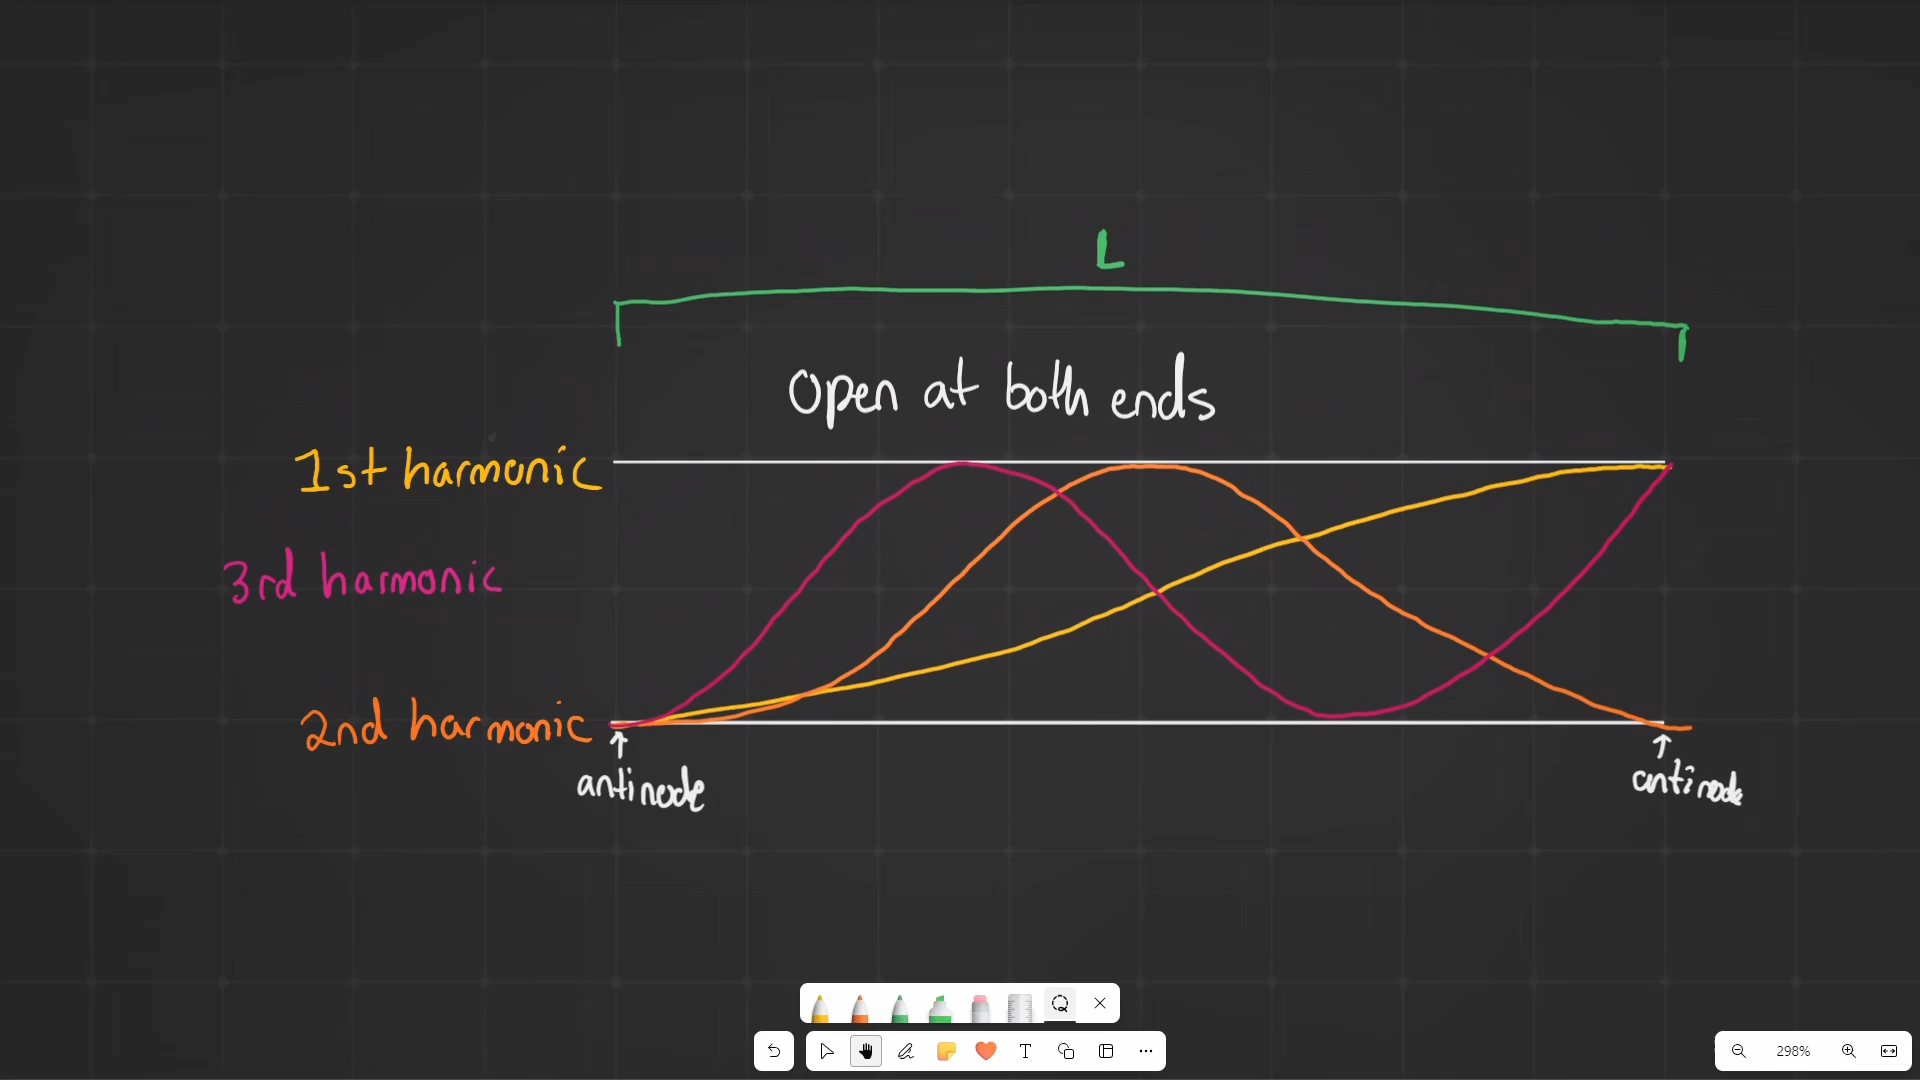 L
Open at both ends
1st harmonic
3rd harmonic
2nd harmonic
antinode
antinode
298%